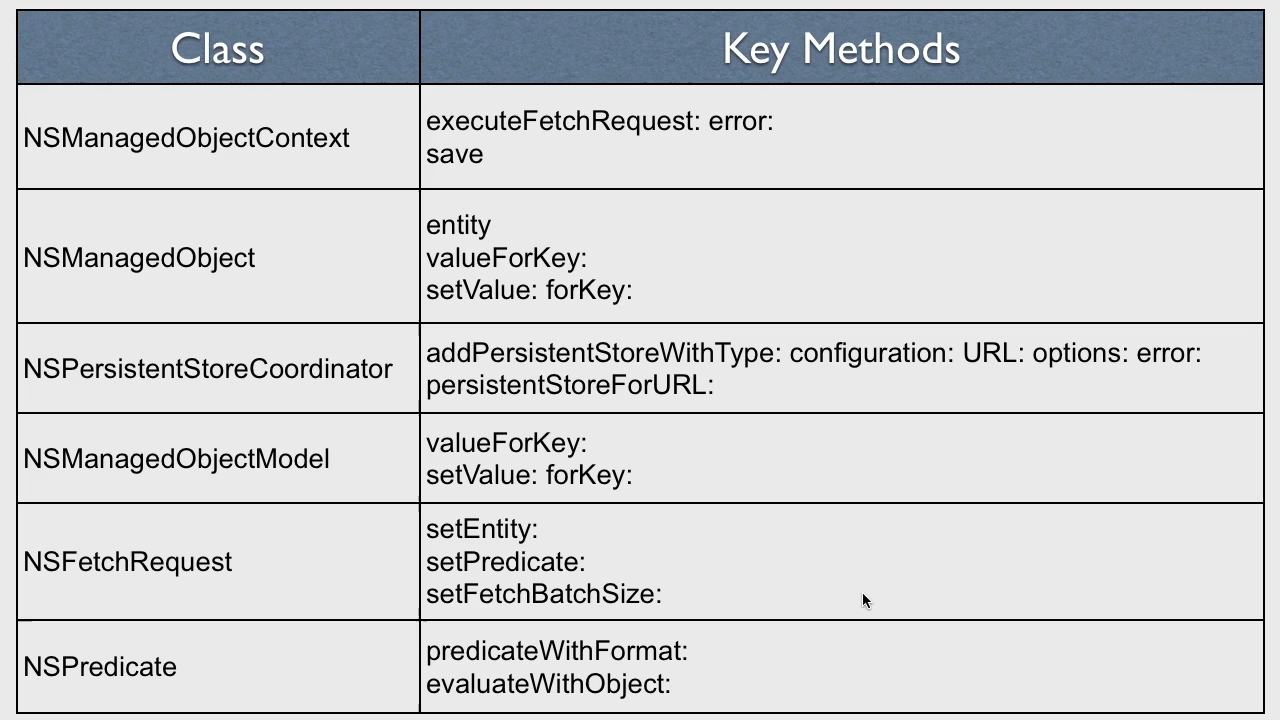 Class
Key Methods
NSManagedObjectContext
executeFetchRequest: error:
save
NSManagedObject
entity
valueForKey:
setValue: forKey:
NSPersistentStoreCoordinator
addPersistentStoreWithType: configuration: URL: options: error:
persistentStoreForURL:
NSManagedObjectModel
valueForKey:
setValue: forKey:
NSFetchRequest
setEntity:
setPredicate:
setFetchBatchSize:
NSPredicate
predicateWithFormat:
evaluateWithObject: